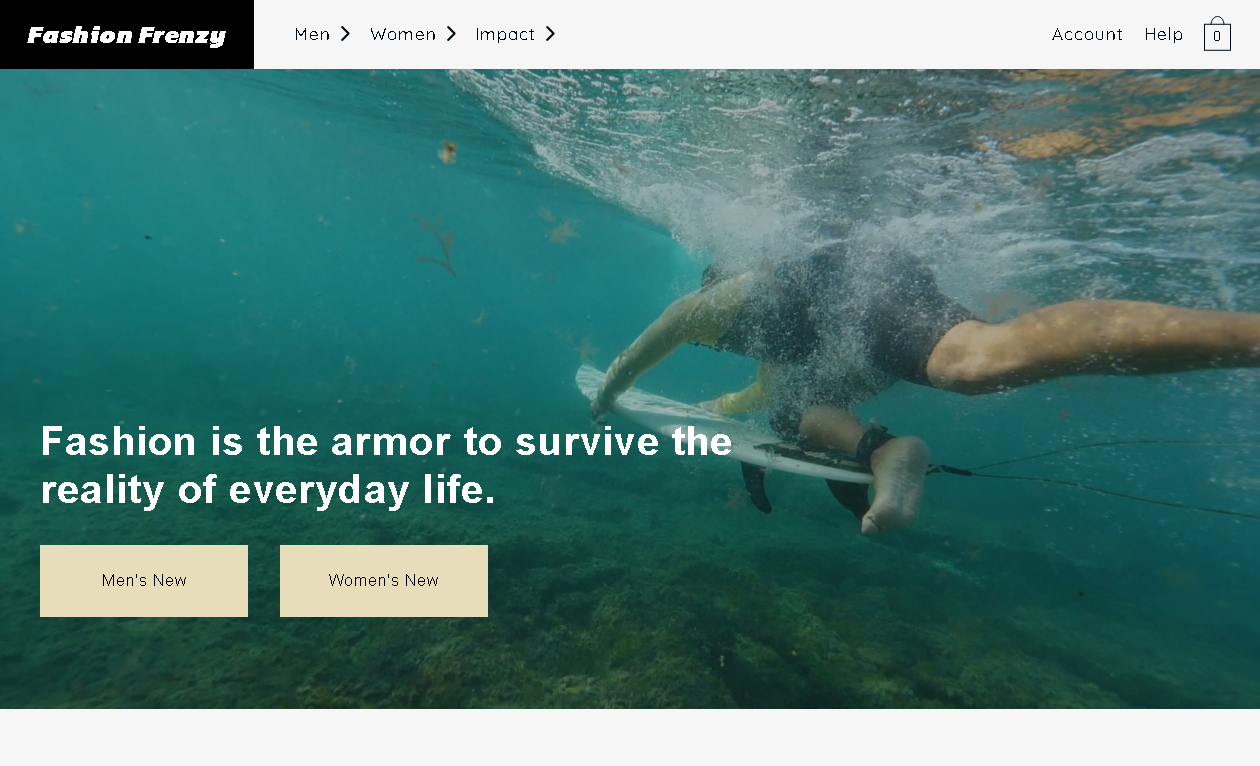 Fashion Frenzy
Men
Women
Impact
Account
Help
0
Fashion is the armor to survive the
reality of everyday life.
Men's New
Women's New